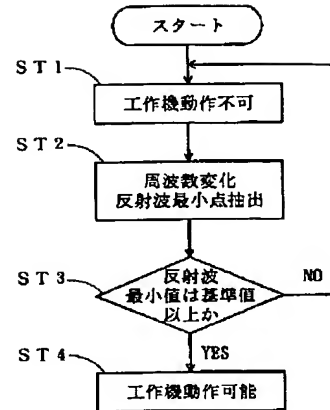 スタート
ST1
工作機動作不可
ST2
周波数変化
反射波最小点抽出
ST3
反射波
最小値は基準値
以上か
NO
YES
ST4
工作機動作可能